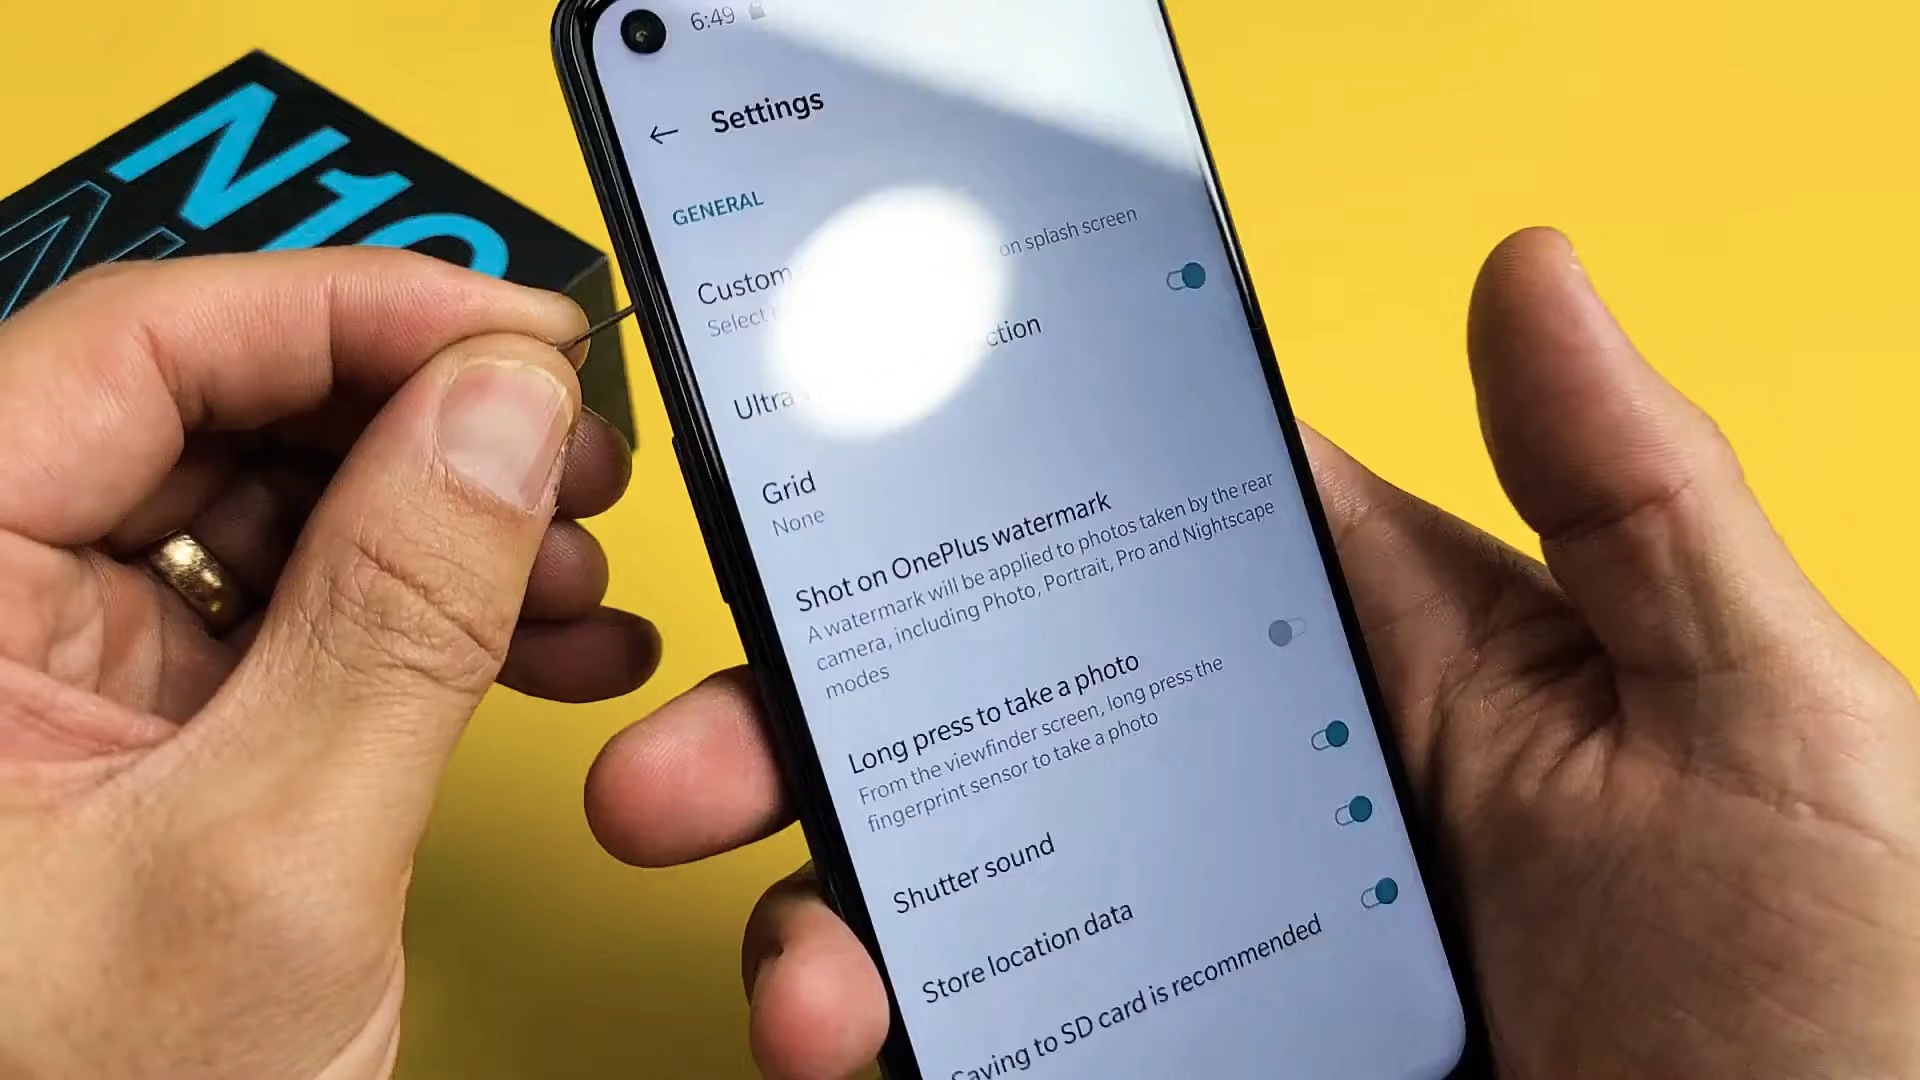 6:49
N10
N
Settings
GENERAL
Custom
Select on splash screen
Ultra ction
Grid
None
Shot on OnePlus watermark
A watermark will be applied to photos taken by the rear
camera, including Photo, Portrait, Pro and Nightscape
modes
Long press to take a photo
From the viewfinder screen, long press the
fingerprint sensor to take a photo
Shutter sound
Store location data
Saving to SD card is recommended